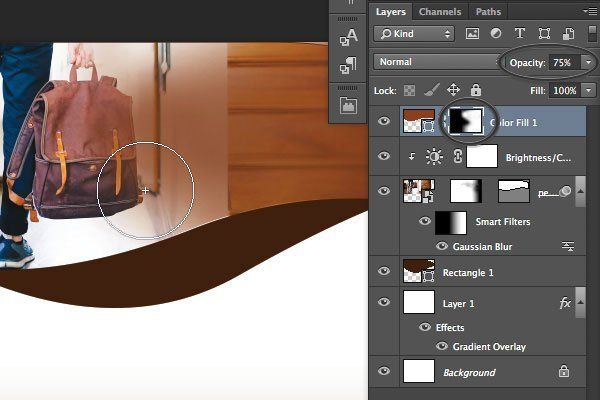 Layers Channels Paths
Kind
Normal Opacity: 75%
Lock: Fill: 100%
Color Fill 1
Brightness/C...
pe...
Smart Filters
Gaussian Blur
Rectangle 1
Layer 1 fx
Effects
Gradient Overlay
Background